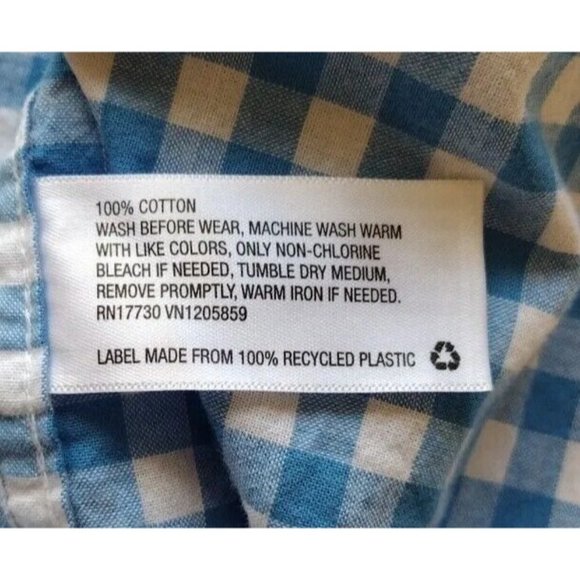 100% COTTON
WASH BEFORE WEAR, MACHINE WASH WARM
WITH LIKE COLORS, ONLY NON-CHLORINE
BLEACH IF NEEDED, TUMBLE DRY MEDIUM,
REMOVE PROMPTLY, WARM IRON IF NEEDED.
RN17730 VN1205859
LABEL MADE FROM 100% RECYCLED PLASTIC